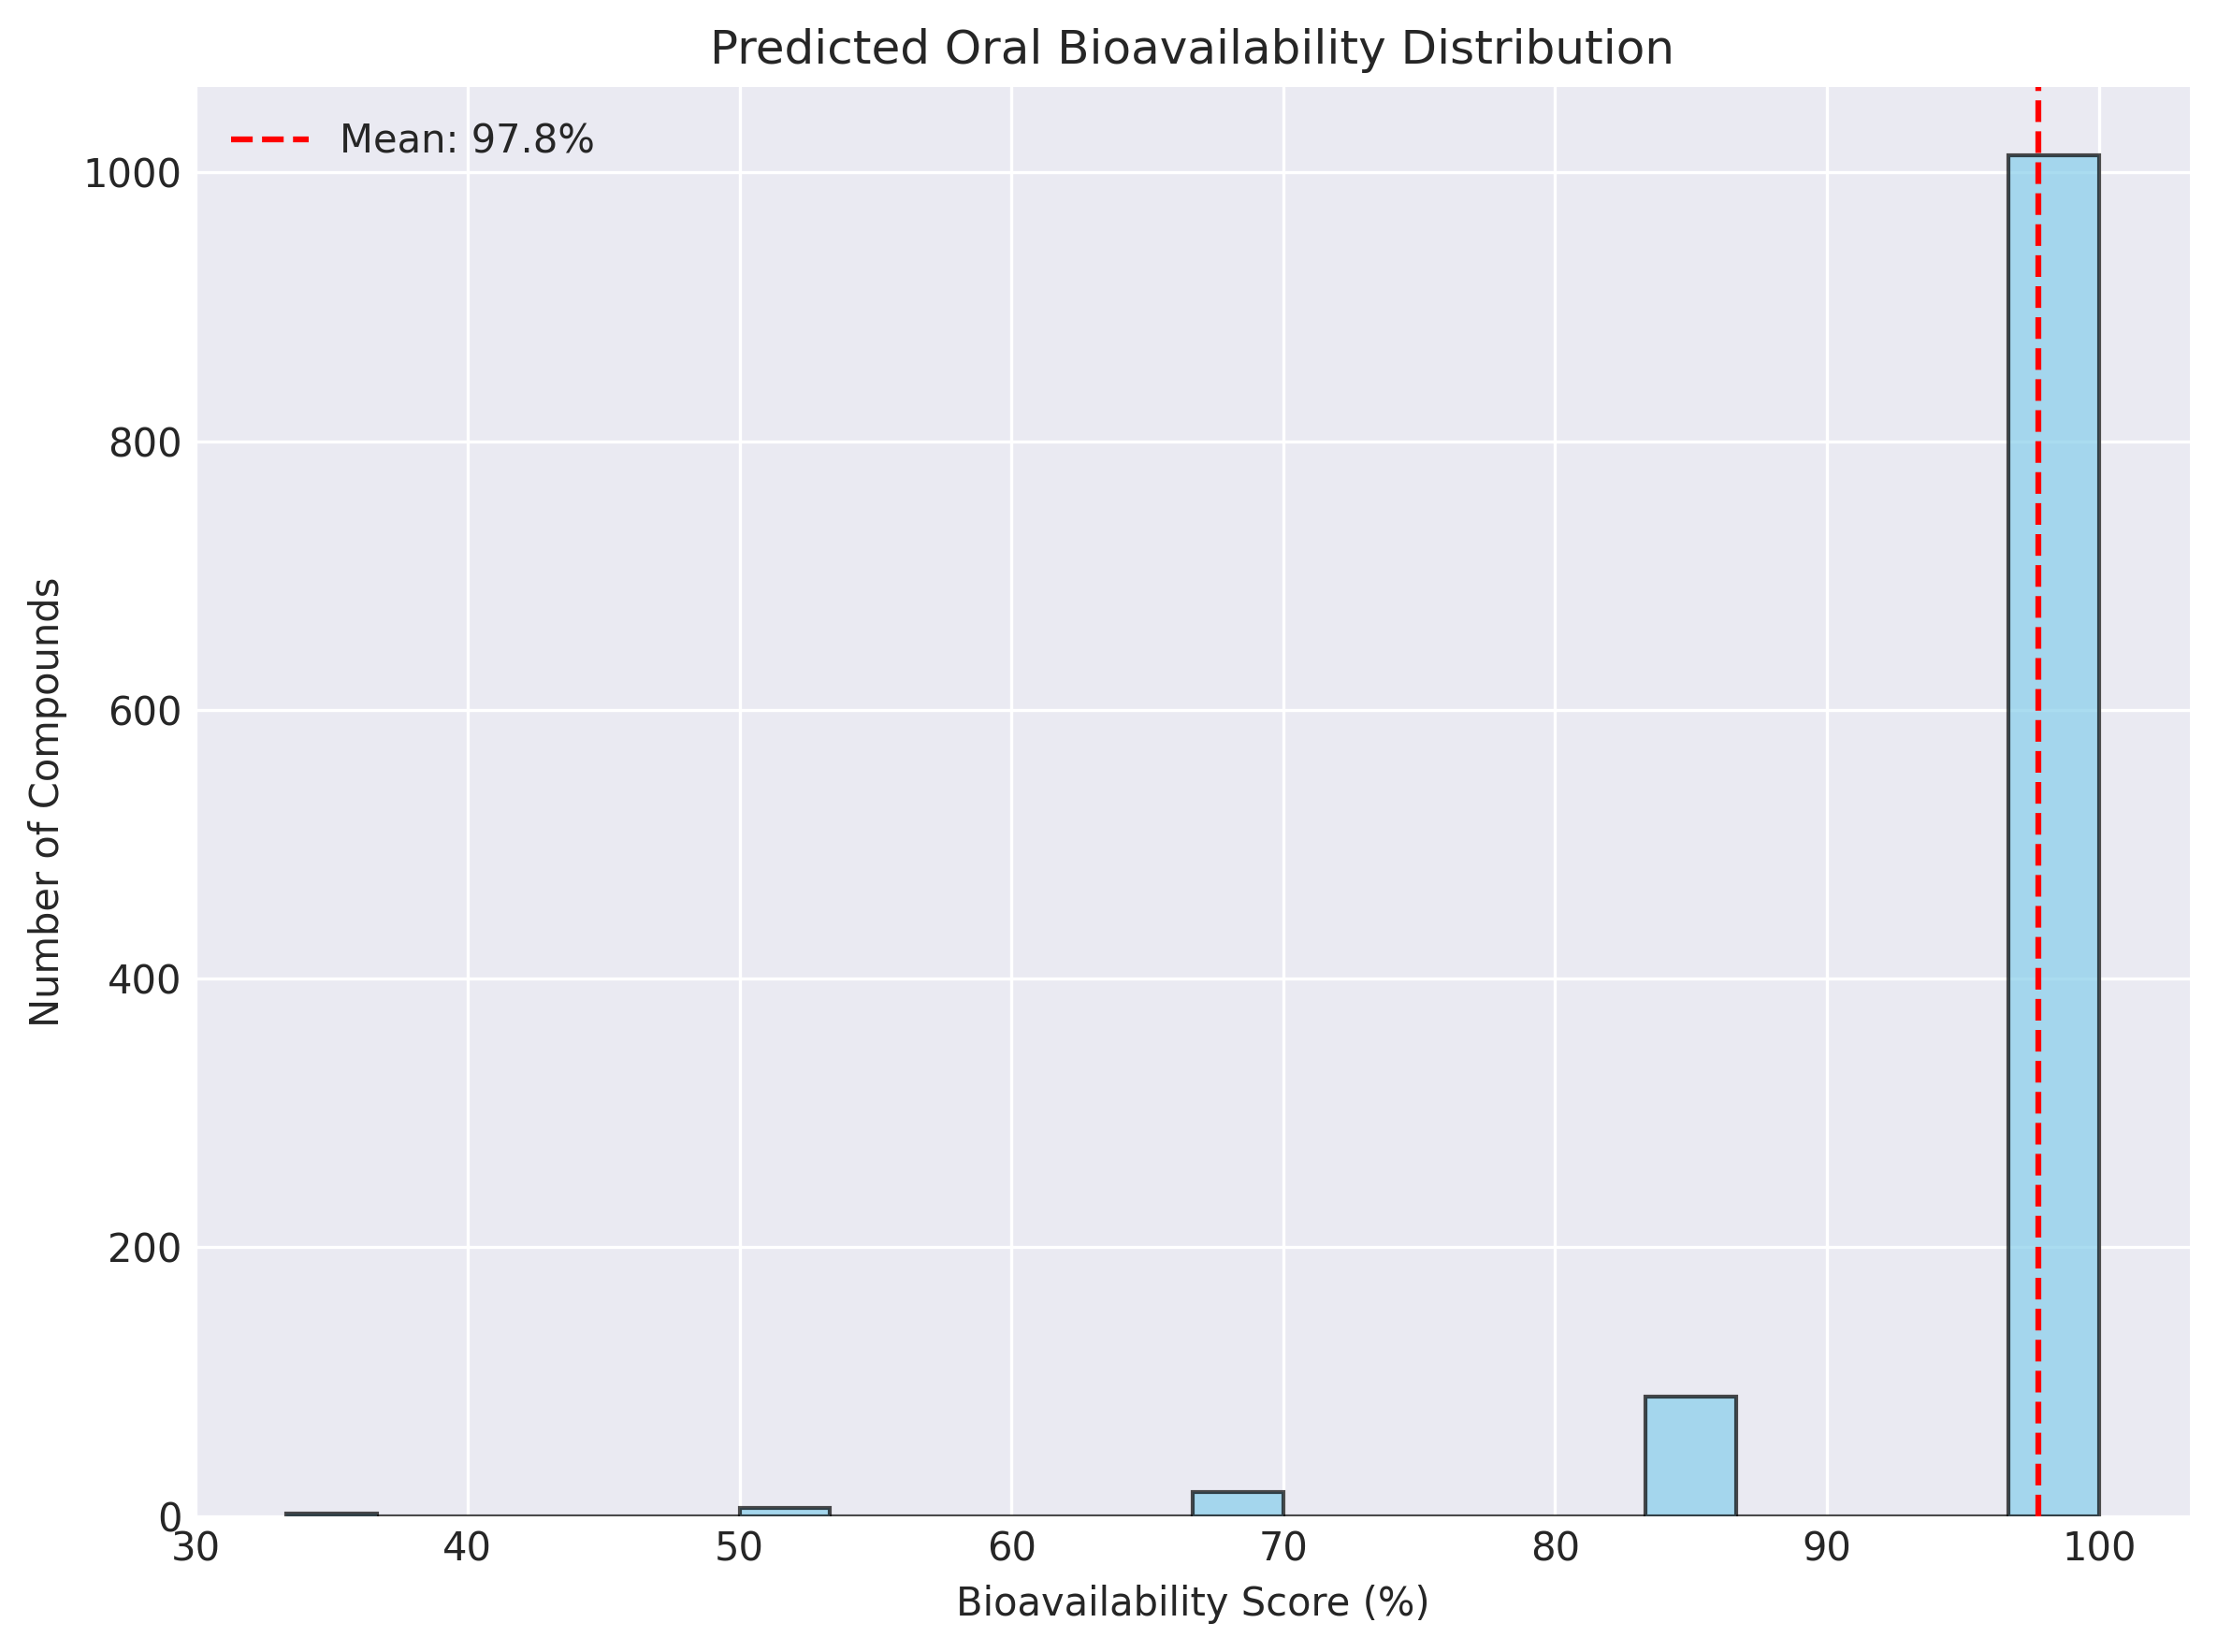 Predicted Oral Bioavailability Distribution
Mean: 97.8%
1000
800
600
400
200
0
Number of Compounds
30 40 50 60 70 80 90 100
Bioavailability Score (%)